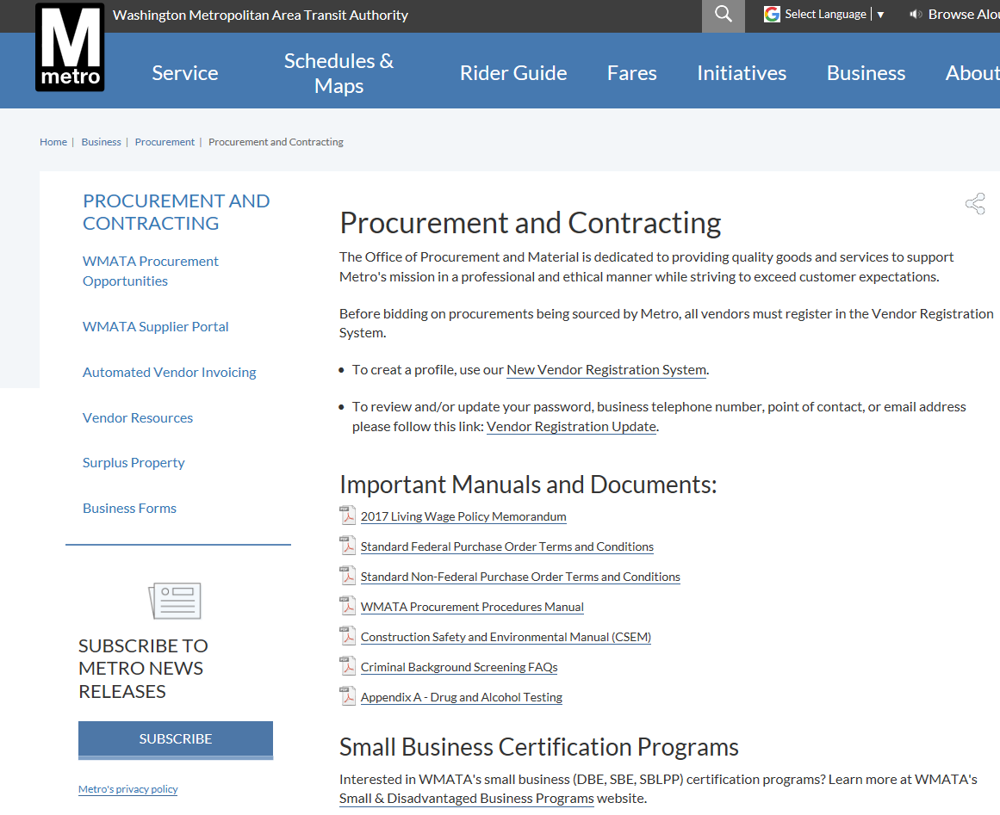 Washington Metropolitan Area Transit Authority
Select Language | ▼
Browse Alou
M
metro
Service
Schedules &
Maps
Rider Guide
Fares
Initiatives
Business
About
Home | Business | Procurement | Procurement and Contracting
PROCUREMENT AND
CONTRACTING
WMATA Procurement
Opportunities
WMATA Supplier Portal
Automated Vendor Invoicing
Vendor Resources
Surplus Property
Business Forms
SUBSCRIBE TO
METRO NEWS
RELEASES
SUBSCRIBE
Metro's privacy policy
Procurement and Contracting
The Office of Procurement and Material is dedicated to providing quality goods and services to support
Metro's mission in a professional and ethical manner while striving to exceed customer expectations.
Before bidding on procurements being sourced by Metro, all vendors must register in the Vendor Registration
System.
• To creat a profile, use our New Vendor Registration System.
• To review and/or update your password, business telephone number, point of contact, or email address
please follow this link: Vendor Registration Update.
Important Manuals and Documents:
2017 Living Wage Policy Memorandum
Standard Federal Purchase Order Terms and Conditions
Standard Non-Federal Purchase Order Terms and Conditions
WMATA Procurement Procedures Manual
Construction Safety and Environmental Manual (CSEM)
Criminal Background Screening FAQs
Appendix A - Drug and Alcohol Testing
Small Business Certification Programs
Interested in WMATA's small business (DBE, SBE, SBLPP) certification programs? Learn more at WMATA's
Small & Disadvantaged Business Programs website.